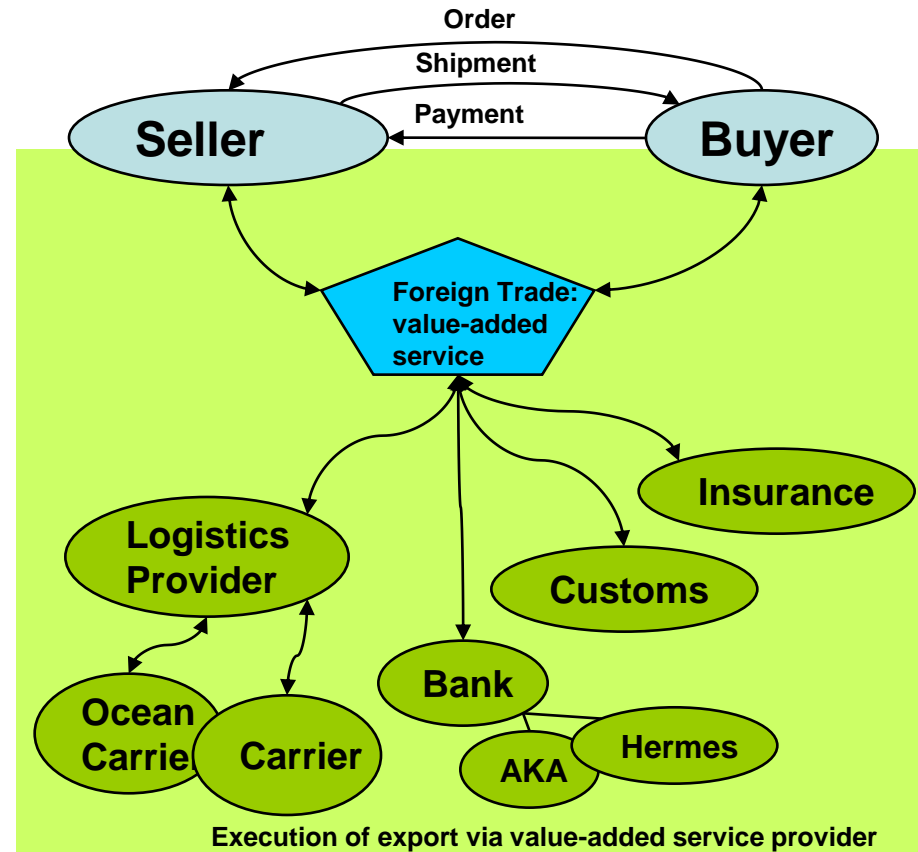 Order
Shipment
Payment
Seller
Buyer
Foreign Trade:
value-added
service
Insurance
Logistics
Provider
Customs
Bank
Ocean
Carrier
Carrier
Hermes
AKA
Execution of export via value-added service provider